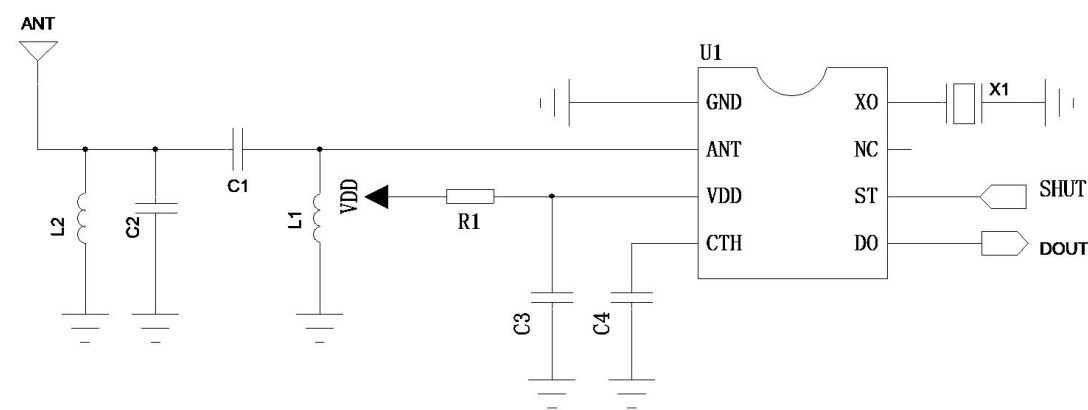 ANT
U1
GND
XO
X1
ANT
NC
C1
VDD
R1
VDD
ST
SHUT
L2
C2
L1
CTH
DO
DOUT
C3
C4